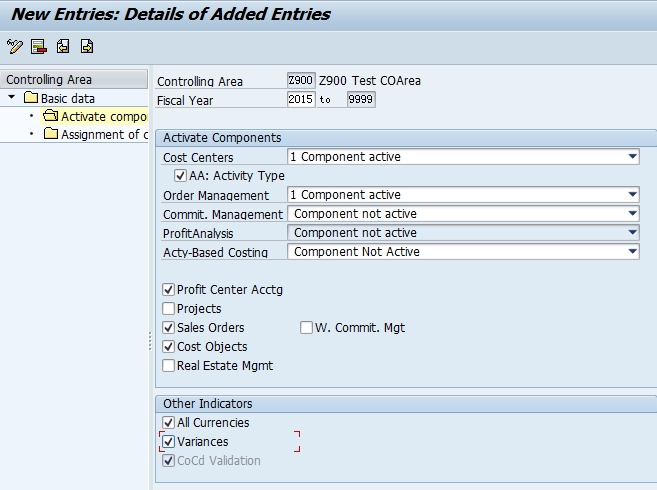 New Entries: Details of Added Entries
Controlling Area
Basic data
Activate compo
Assignment of c
Controlling Area Z900 Z900 Test COArea
Fiscal Year 2015 to 9999
Activate Components
Cost Centers 1 Component active
AA: Activity Type
Order Management 1 Component active
Commit. Management Component not active
ProfitAnalysis Component not active
Acty-Based Costing Component Not Active
Profit Center Acctg
Projects
Sales Orders W. Commit. Mgt
Cost Objects
Real Estate Mgmt
Other Indicators
All Currencies
Variances
CoCd Validation